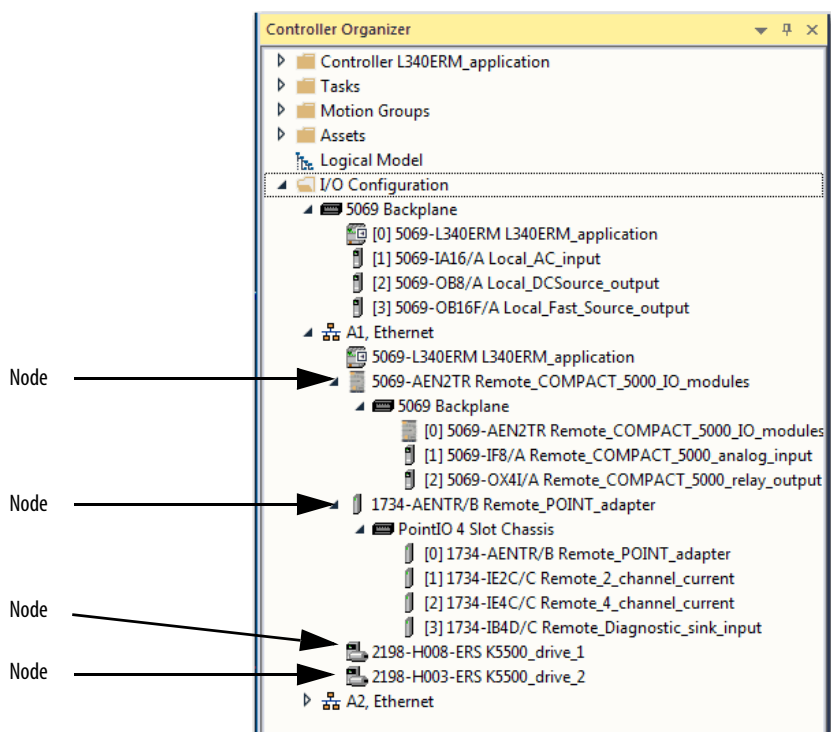 Controller Organizer
Controller L340ERM_application
Tasks
Motion Groups
Assets
Logical Model
I/O Configuration
5069 Backplane
[0] 5069-L340ERM L340ERM_application
[1] 5069-IA16/A Local_AC_input
[2] 5069-OB8/A Local_DCSource_output
[3] 5069-OB16F/A Local_Fast_Source_output
A1, Ethernet
5069-L340ERM L340ERM_application
Node 5069-AEN2TR Remote_COMPACT_5000_IO_modules
5069 Backplane
[0] 5069-AEN2TR Remote_COMPACT_5000_IO_modules
[1] 5069-IF8/A Remote_COMPACT_5000_analog_input
[2] 5069-OX4I/A Remote_COMPACT_5000_relay_output
Node 1734-AENTR/B Remote_POINT_adapter
PointIO 4 Slot Chassis
[0] 1734-AENTR/B Remote_POINT_adapter
[1] 1734-IE2C/C Remote_2_channel_current
[2] 1734-IE4C/C Remote_4_channel_current
[3] 1734-IB4D/C Remote_Diagnostic_sink_input
Node 2198-H008-ERS K5500_drive_1
Node 2198-H003-ERS K5500_drive_2
A2, Ethernet